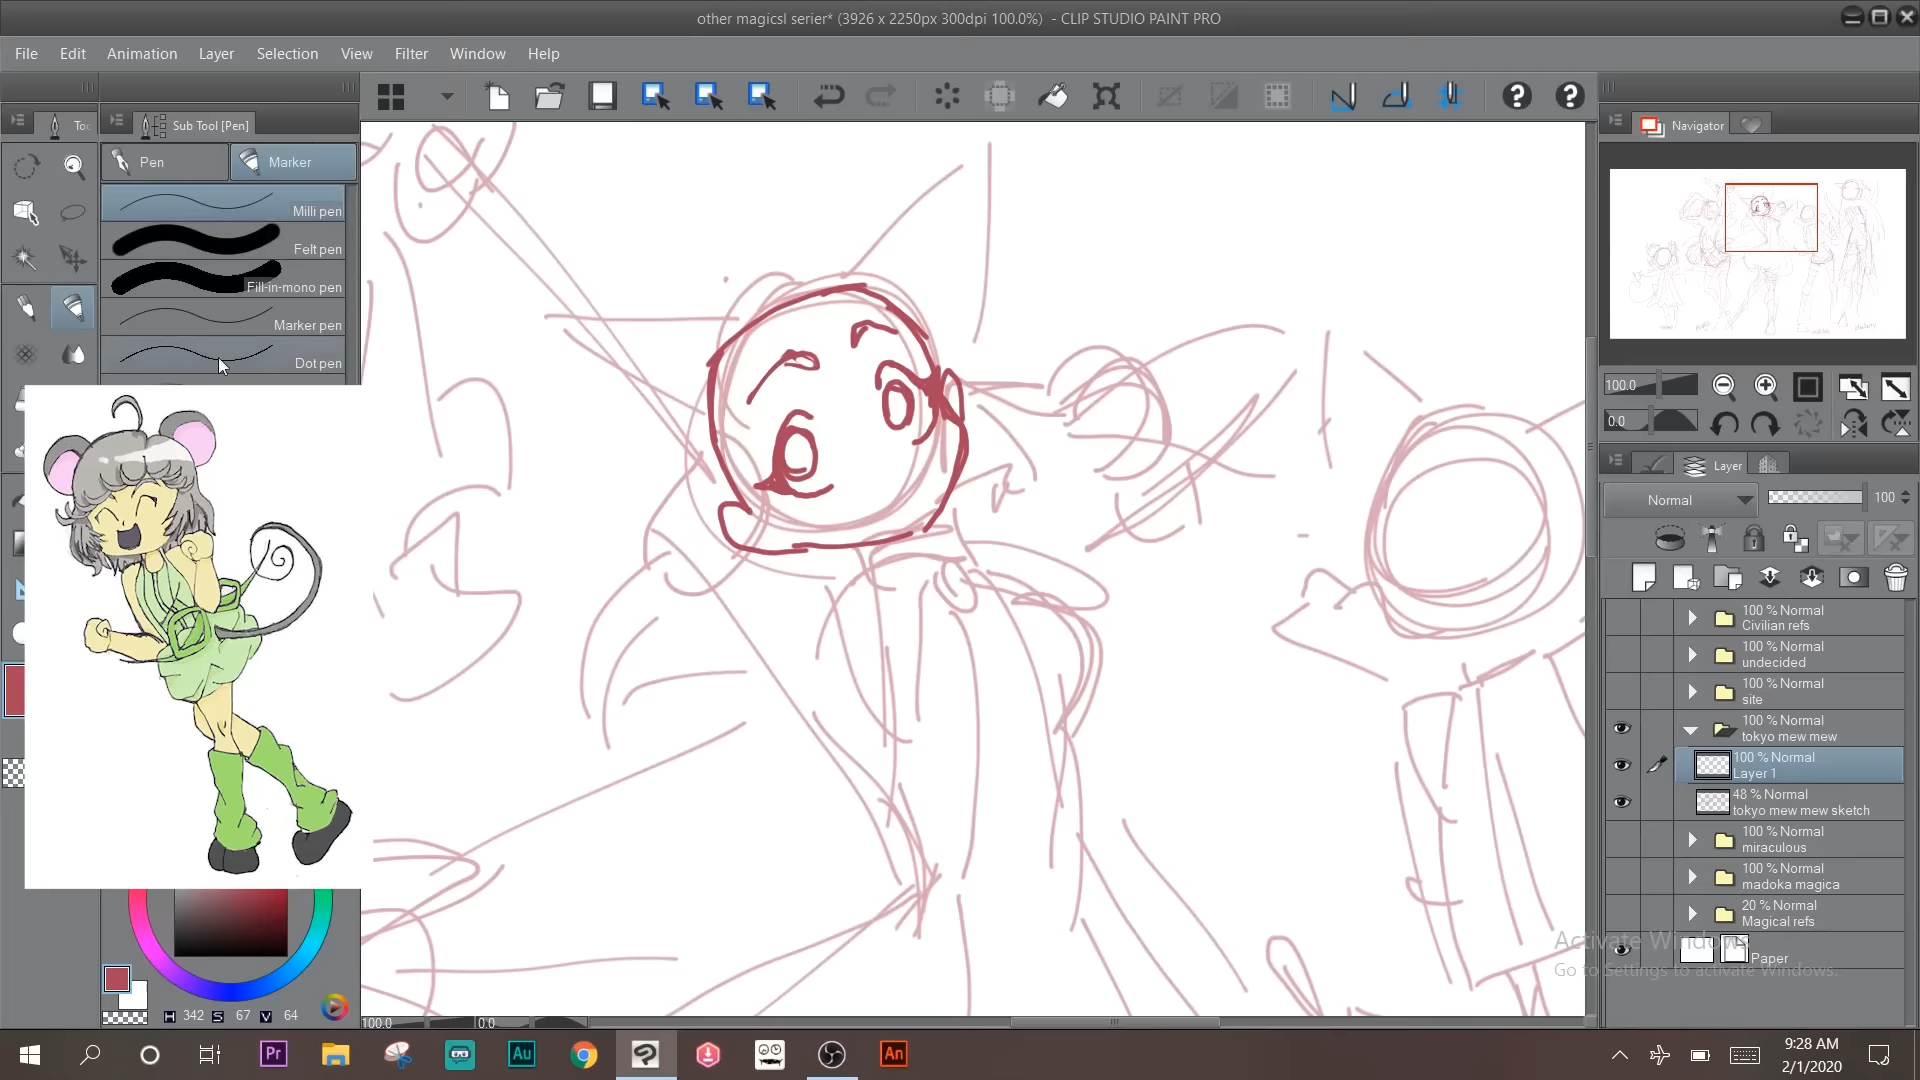 other magicsl serier* (3926 x 2250px 300dpi 100.0%) - CLIP STUDIO PAINT PRO
File Edit Animation Layer Selection View Filter Window Help
Sub Tool [Pen]
Navigator
Pen Marker
Milli pen
Felt pen
Fill-in-mono pen
Marker pen
Dot pen
100.0
0.0
Layer
Normal 100
100 % Normal
Civilian refs
100 % Normal
undecided
100 % Normal
site
100 % Normal
tokyo mew mew
100 % Normal
Layer 1
48 % Normal
tokyo mew mew sketch
100 % Normal
miraculous
100 % Normal
madoka magica
20 % Normal
Magical refs
Paper
Activate Windows
Go to Settings to activate Windows.
H 342 S 67 V 64
100.0 0.0
Pr Au An
9:28 AM
2/1/2020